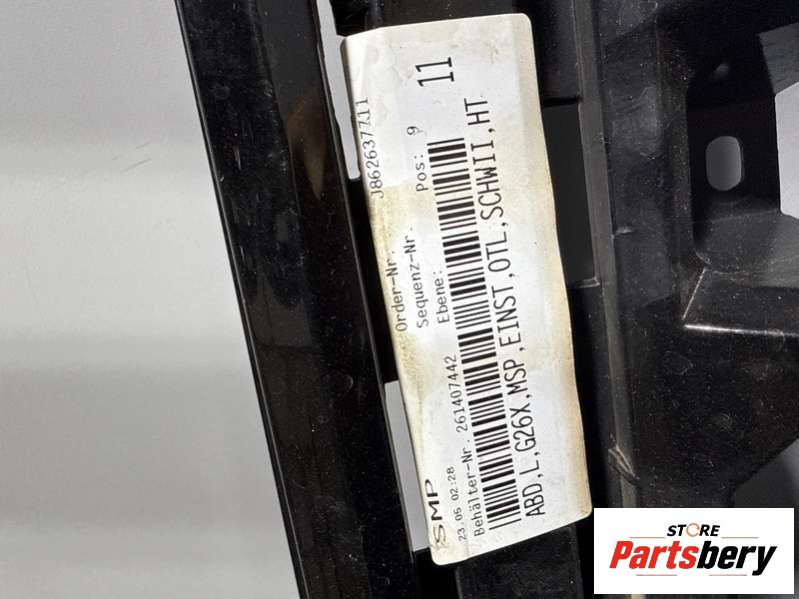 SMP
23.05 02:28
Order-Nr. J862637711
Sequenz-Nr.
Ebene: Pos: 9 11
Behälter-Nr. 261407442
ABD,L,G26X,MSP,EINST,OTL,SCHWII,HT
STORE
Partsbery